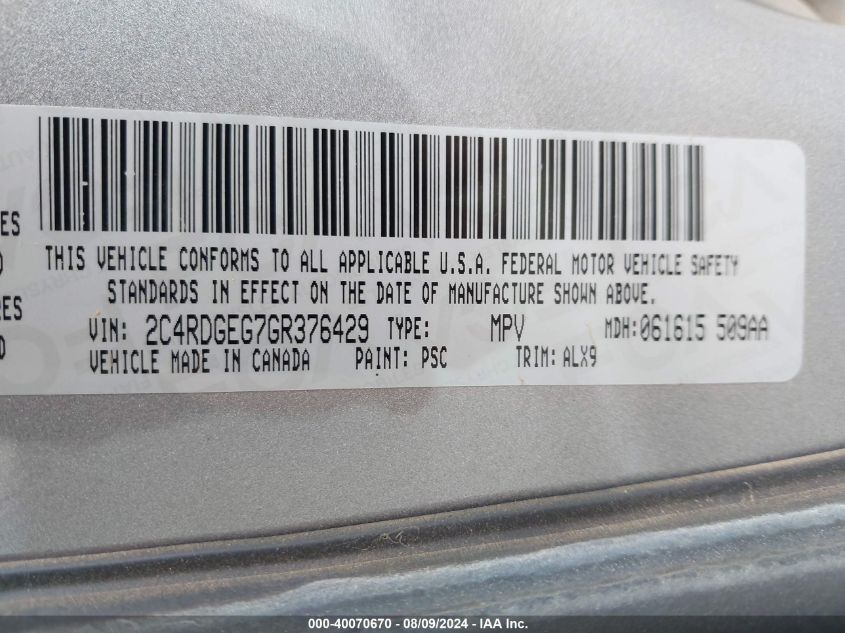 ES
THIS VEHICLE CONFORMS TO ALL APPLICABLE U.S.A. FEDERAL MOTOR VEHICLE SAFETY
STANDARDS IN EFFECT ON THE DATE OF MANUFACTURE SHOWN ABOVE.
RES
D
VIN: 2C4RDGEG7GR376429 TYPE: MPV MDH: 061615 509AA
VEHICLE MADE IN CANADA PAINT: PSC TRIM: ALX9
000-40070670 - 08/09/2024 - IAA Inc.